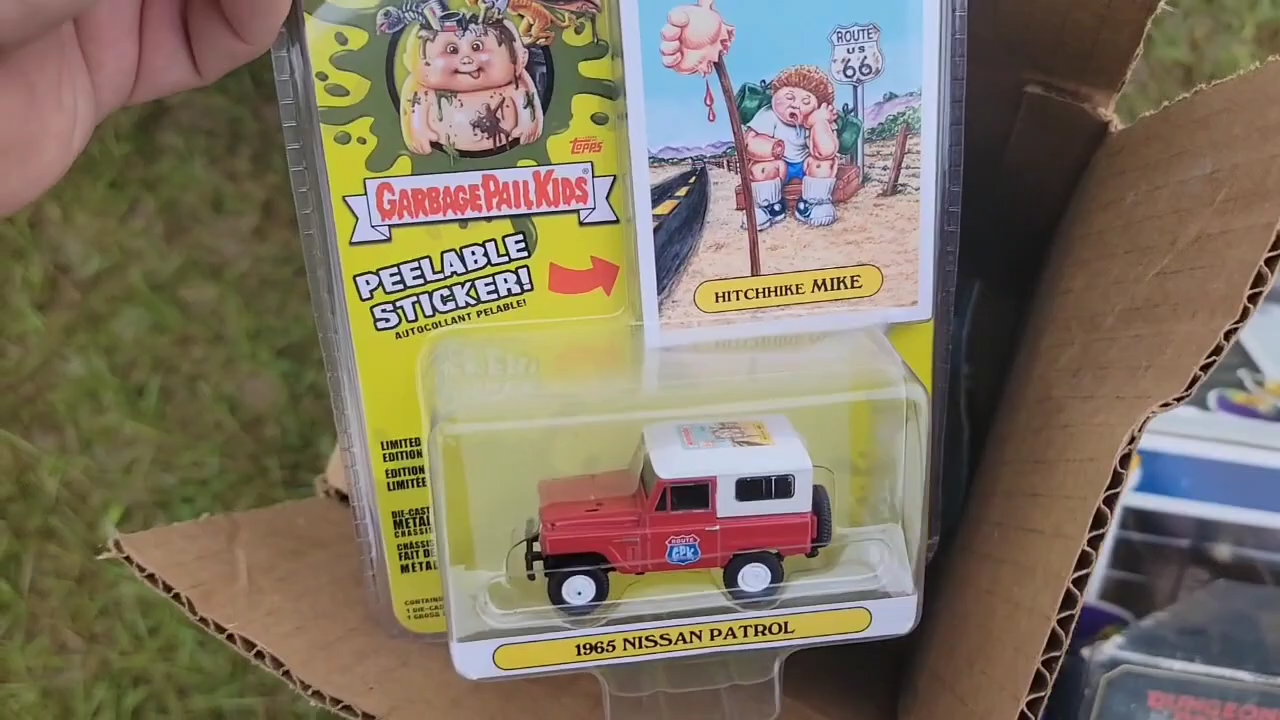 topps
GARBAGE PAIL KIDS®
PEELABLE
STICKER!
AUTOCOLLANT PELABLE!
ROUTE
US
66
HITCHHIKE MIKE
LIMITED
EDITION
ÉDITION
LIMITÉE
DIE-CAST
METAL
CHASSIS
CHÂSSIS
FAIT DE
MÉTAL
ROUTE
GPK
1965 NISSAN PATROL